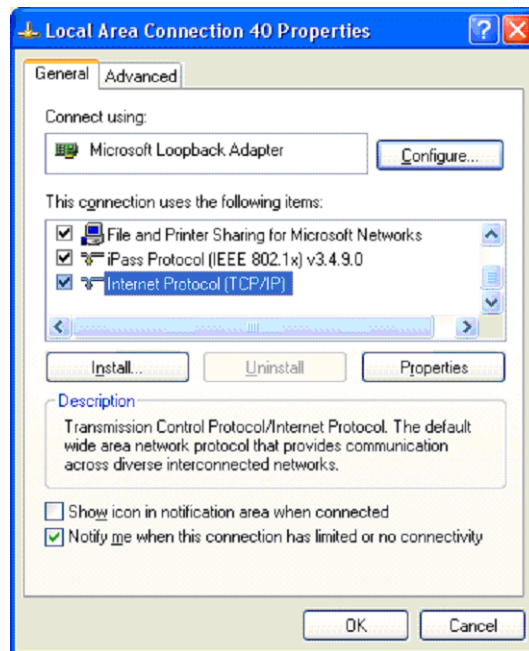 Local Area Connection 40 Properties
General Advanced
Connect using:
Microsoft Loopback Adapter Configure...
This connection uses the following items:
File and Printer Sharing for Microsoft Networks
iPass Protocol (IEEE 802.1x) v3.4.9.0
Internet Protocol (TCP/IP)
Install... Uninstall Properties
Description
Transmission Control Protocol/Internet Protocol. The default
wide area network protocol that provides communication
across diverse interconnected networks.
Show icon in notification area when connected
Notify me when this connection has limited or no connectivity
OK Cancel